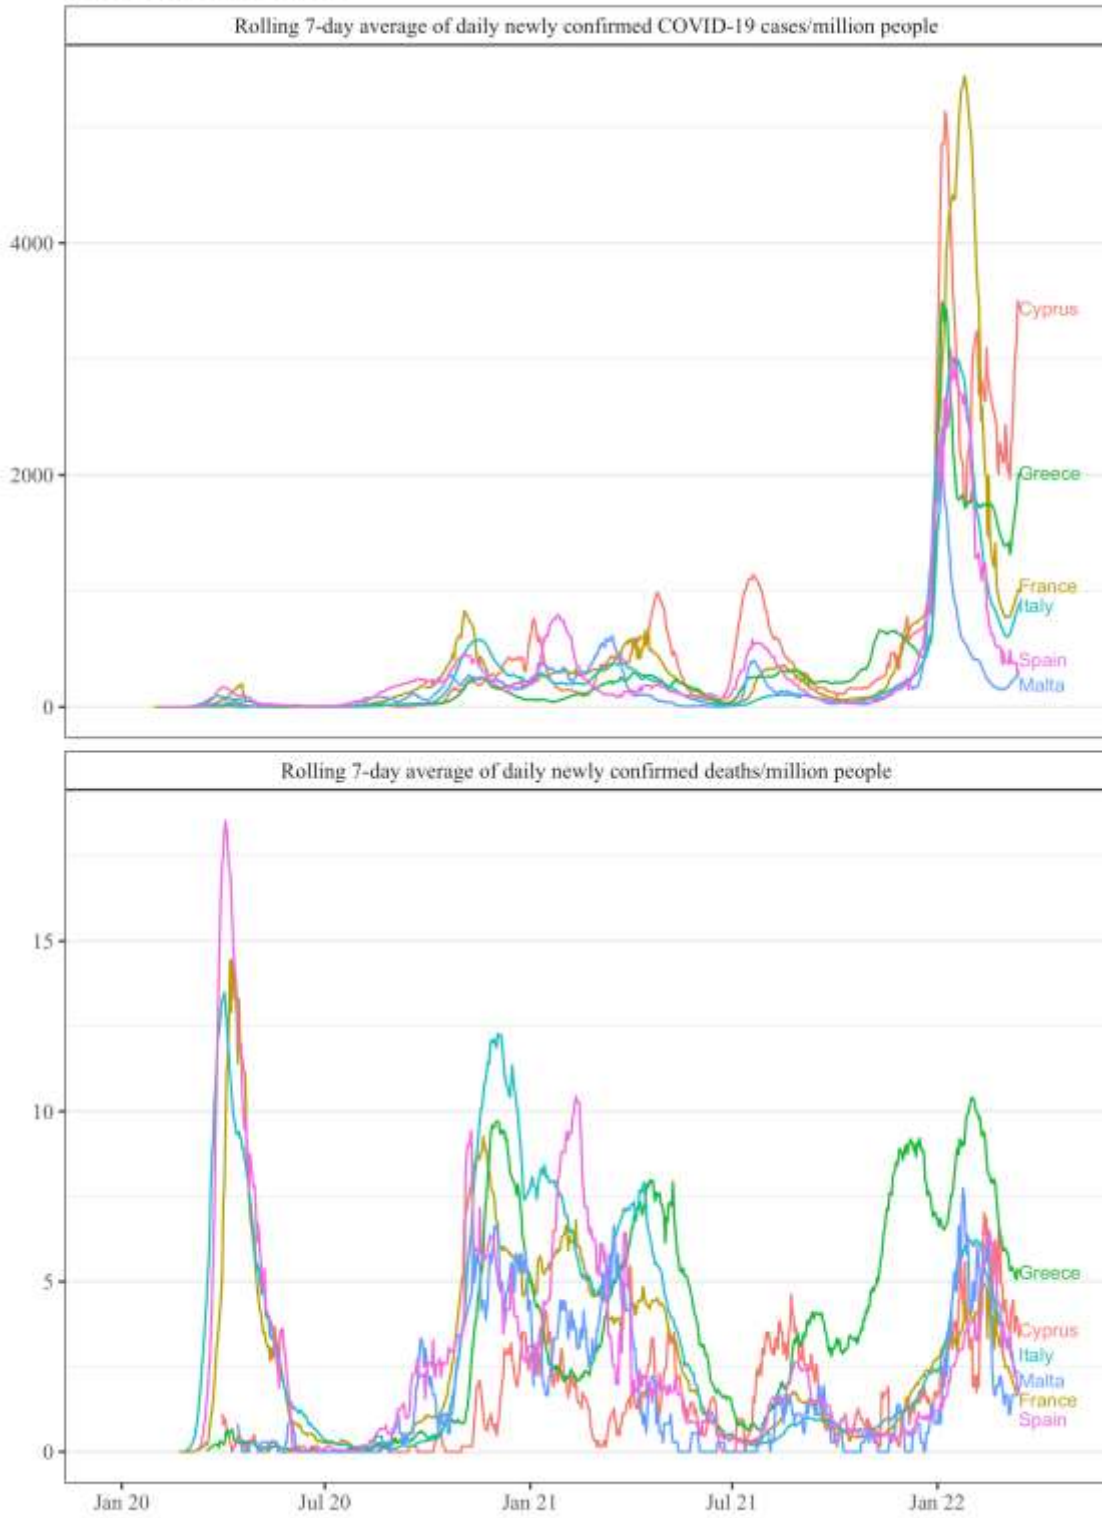 Rolling 7-day average of daily newly confirmed COVID-19 cases/million people
4000
2000
0
Cyprus
Greece
France
Italy
Spain
Malta
Rolling 7-day average of daily newly confirmed deaths/million people
15
10
5
0
Greece
Cyprus
Italy
Malta
France
Spain
Jan 20
Jul 20
Jan 21
Jul 21
Jan 22